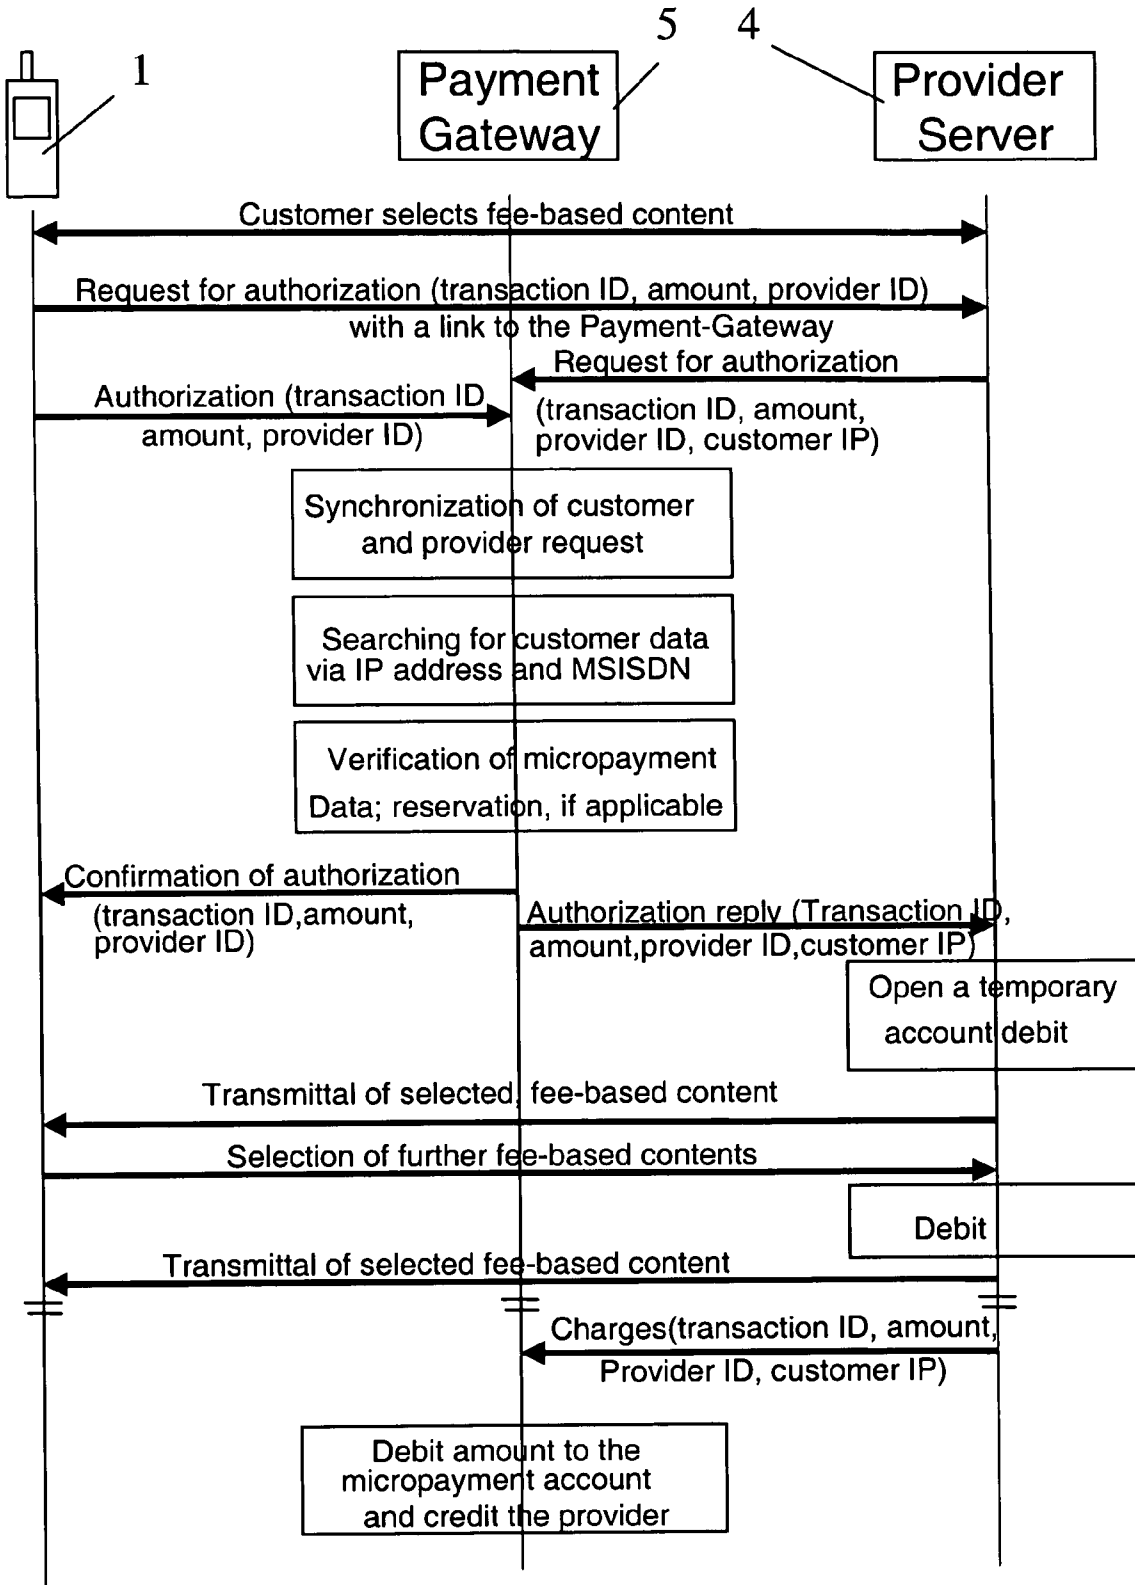 5 4
1
Payment
Gateway
Provider
Server
Customer selects fee-based content
Request for authorization (transaction ID, amount, provider ID)
with a link to the Payment-Gateway
Request for authorization
Authorization (transaction ID
amount, provider ID)
(transaction ID, amount,
provider ID, customer IP)
Synchronization of customer
and provider request
Searching for customer data
via IP address and MSISDN
Verification of micropayment
Data; reservation, if applicable
Confirmation of authorization
(transaction ID,amount,
provider ID)
Authorization reply (Transaction ID,
amount,provider ID,customer IP)
Open a temporary
account debit
Transmittal of selected, fee-based content
Selection of further fee-based contents
Debit
Transmittal of selected fee-based content
Charges(transaction ID, amount,
Provider ID, customer IP)
Debit amount to the
micropayment account
and credit the provider